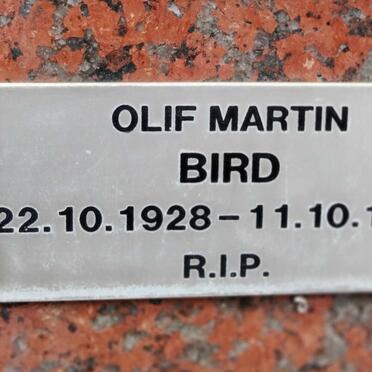 OLIF MARTIN
BIRD
22.10.1928-11.10.1
R.I.P.